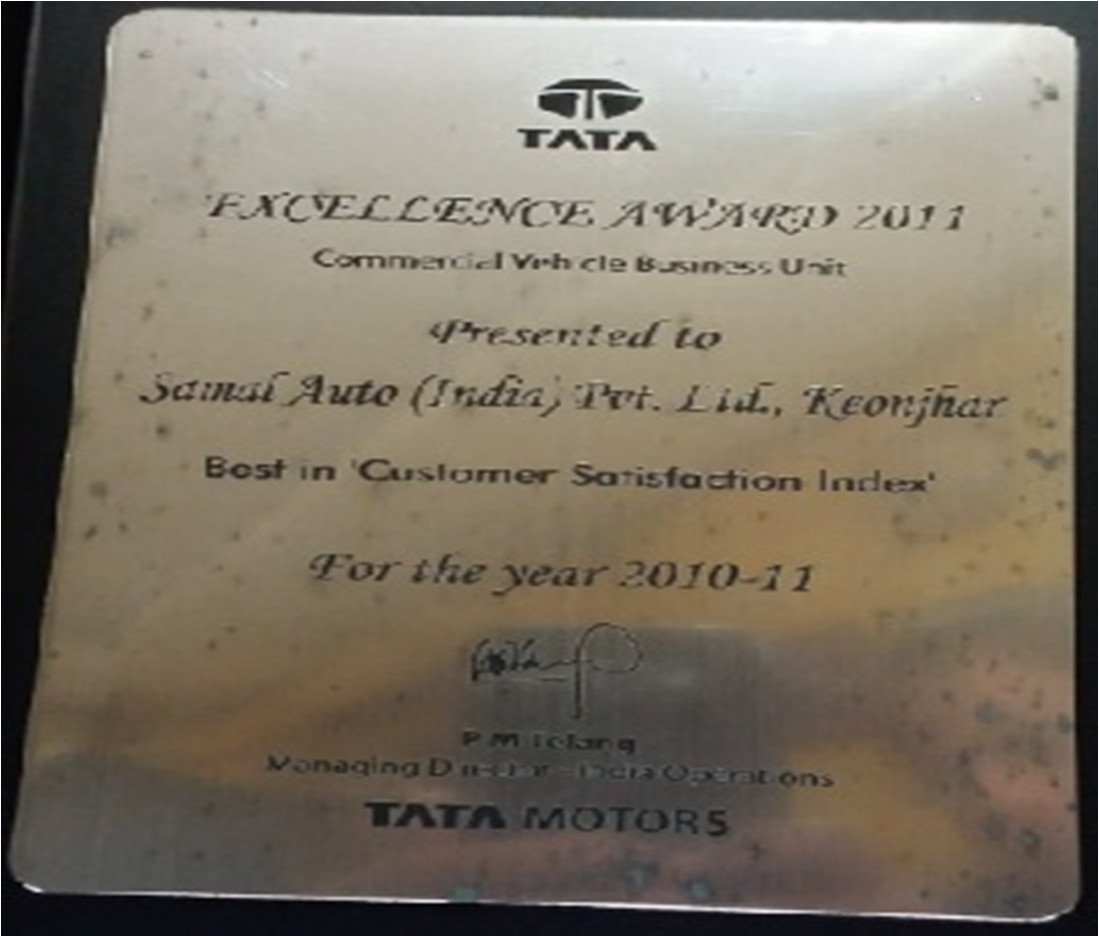 TATA
EXCELLENCE AWARD 2011
Commercial Vehicle Business Unit
Presented to
Samal Auto (India) Pvt. Ltd., Keonjhar
Best in 'Customer Satisfaction Index'
For the year 2010-11
P M Telang
Managing Director - India Operations
TATA MOTORS